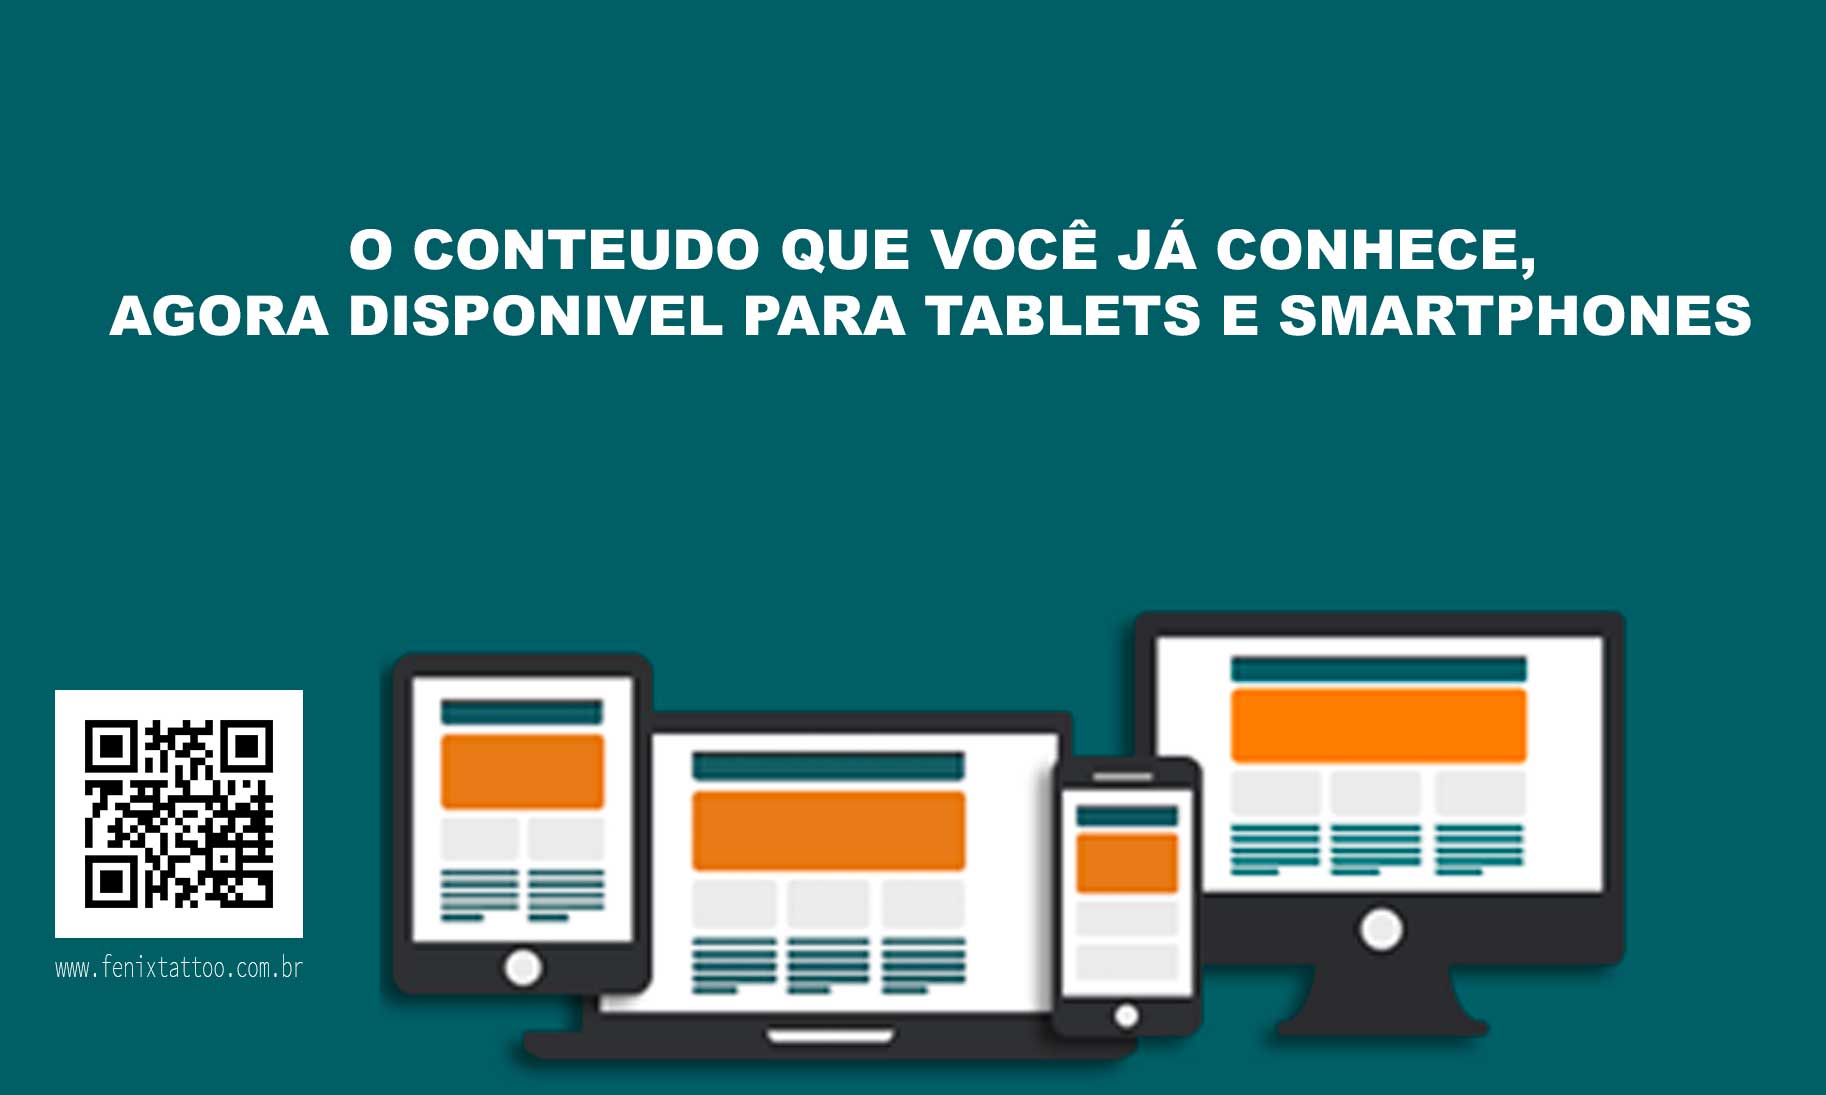 O CONTEUDO QUE VOCÊ JÁ CONHECE,
AGORA DISPONIVEL PARA TABLETS E SMARTPHONES
www.fenixtattoo.com.br